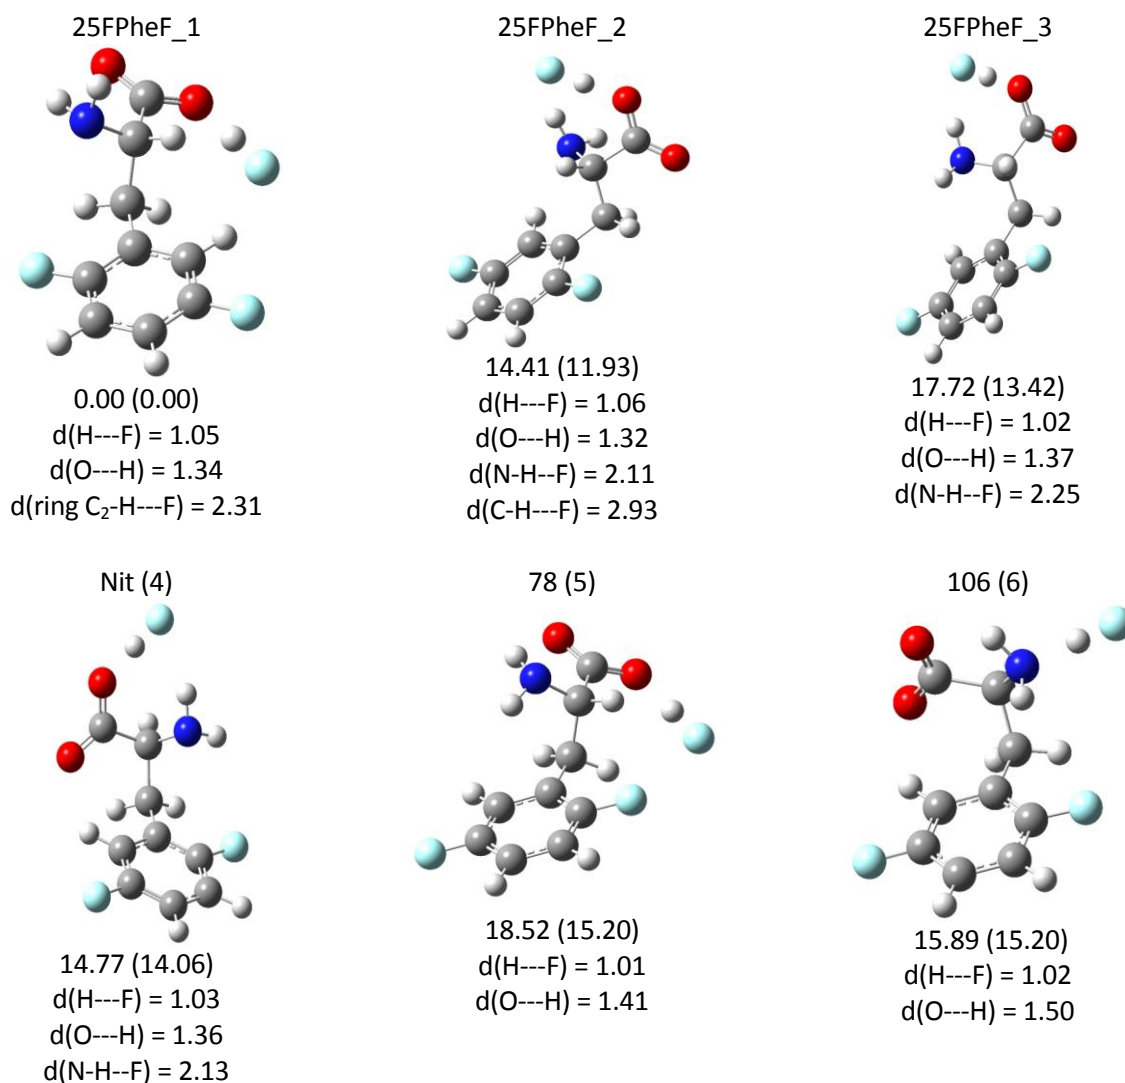 25FPheF_1
25FPheF_2
25FPheF_3
0.00 (0.00)
d(H---F) = 1.05
d(O---H) = 1.34
d(ring C₂-H---F) = 2.31
14.41 (11.93)
d(H---F) = 1.06
d(O---H) = 1.32
d(N-H--F) = 2.11
d(C-H---F) = 2.93
17.72 (13.42)
d(H---F) = 1.02
d(O---H) = 1.37
d(N-H--F) = 2.25
Nit (4)
78 (5)
106 (6)
14.77 (14.06)
d(H---F) = 1.03
d(O---H) = 1.36
d(N-H--F) = 2.13
18.52 (15.20)
d(H---F) = 1.01
d(O---H) = 1.41
15.89 (15.20)
d(H---F) = 1.02
d(O---H) = 1.50